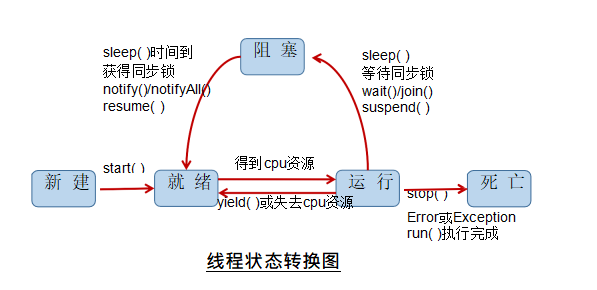 阻 塞
sleep( )时间到
获得同步锁
notify()/notifyAll()
resume( )
sleep( )
等待同步锁
wait()/join()
suspend( )
新 建
start( )
就 绪
得到cpu资源
yield( )或失去cpu资源
运 行
stop( )
Error或Exception
run( )执行完成
死 亡
线程状态转换图